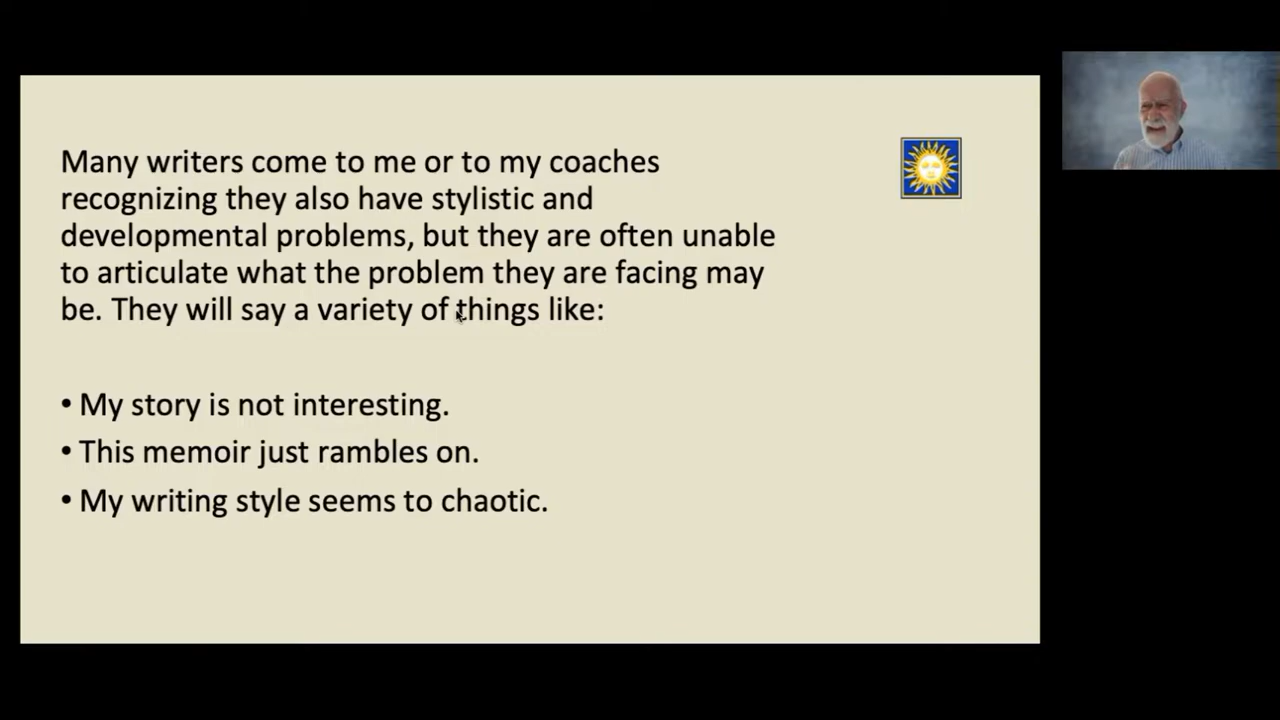 Many writers come to me or to my coaches
recognizing they also have stylistic and
developmental problems, but they are often unable
to articulate what the problem they are facing may
be. They will say a variety of things like:
• My story is not interesting.
• This memoir just rambles on.
• My writing style seems to chaotic.